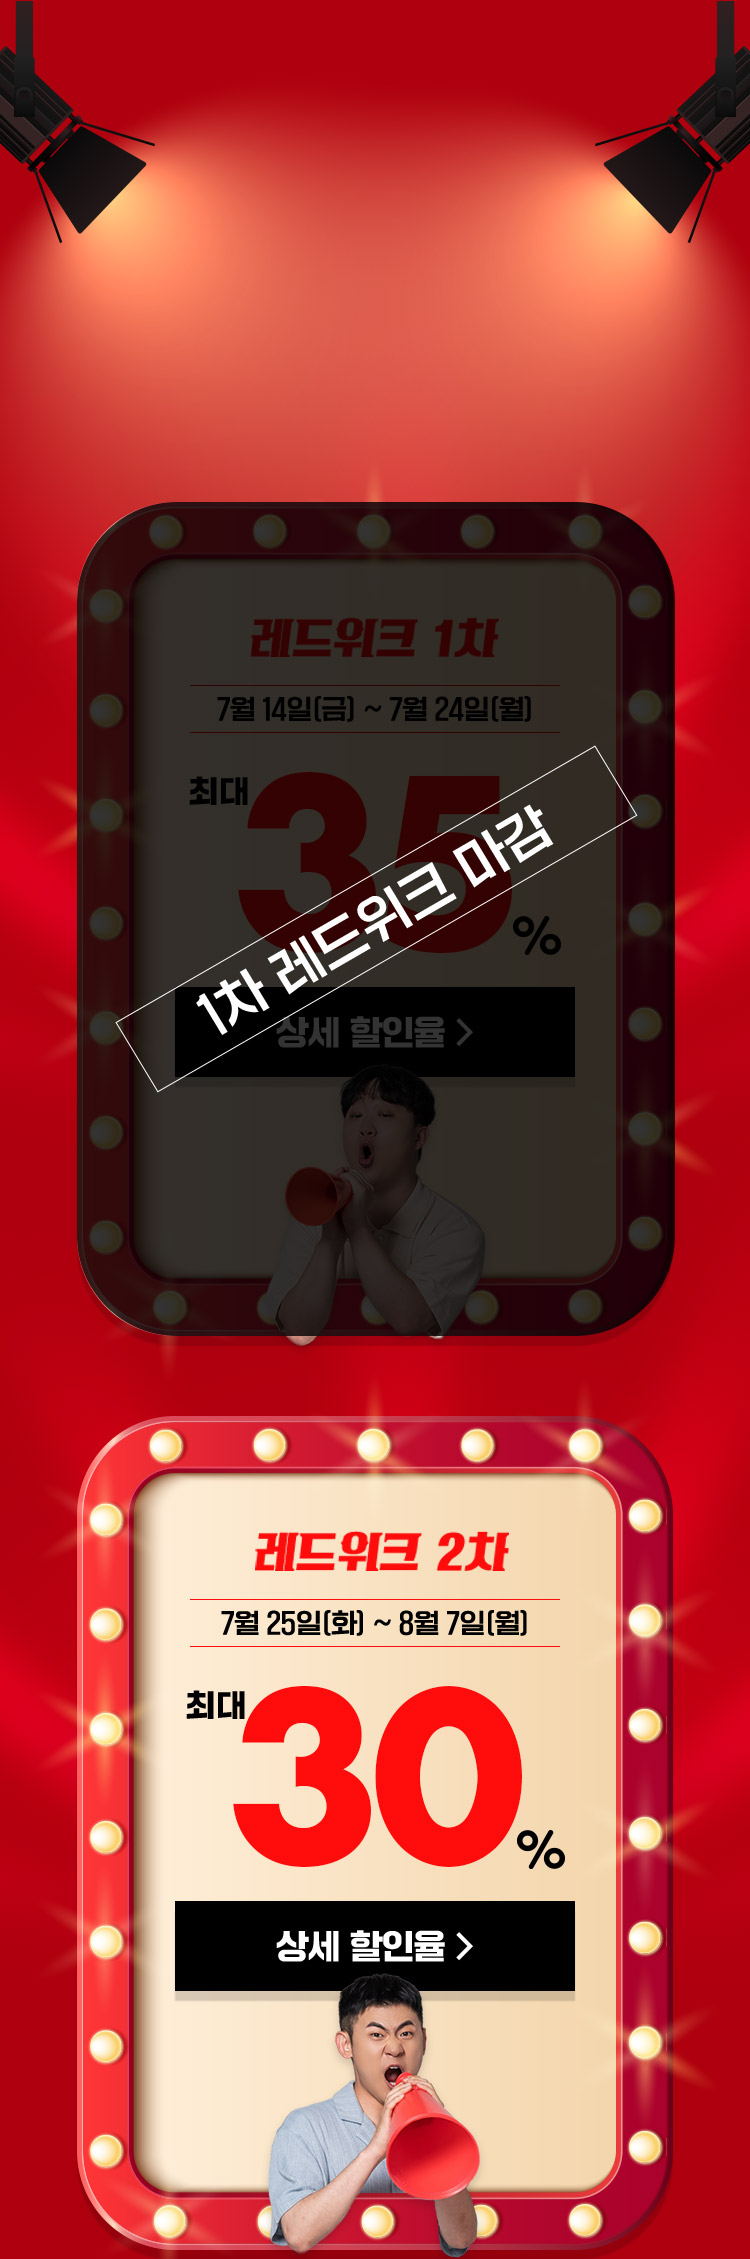 레드위크 1차
7월 14일(금) ~ 7월 24일(월)
최대
35
%
1차 레드위크 마감
상세 할인율 >
레드위크 2차
7월 25일(화) ~ 8월 7일(월)
최대
30
%
상세 할인율 >